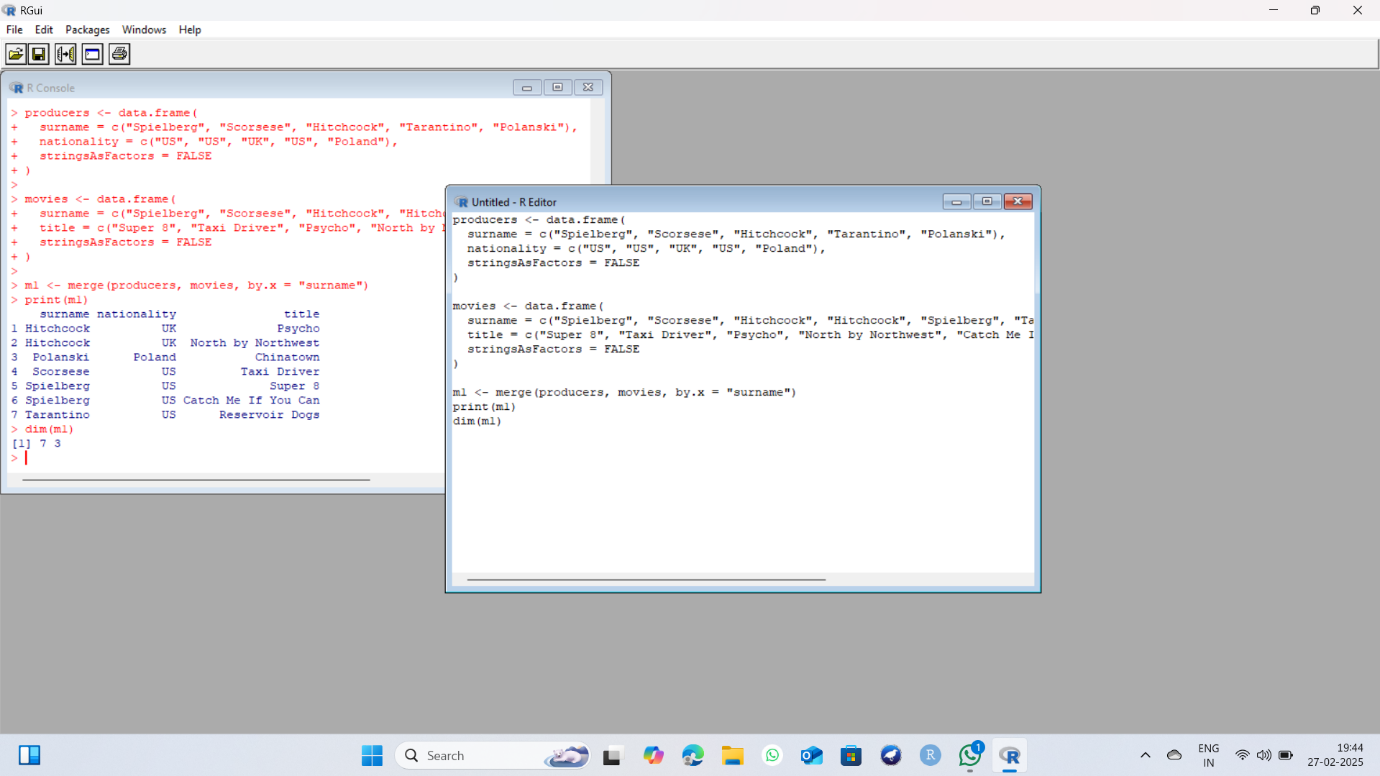 RGui
File Edit Packages Windows Help
R Console
> producers <- data.frame(
+   surname = c("Spielberg", "Scorsese", "Hitchcock", "Tarantino", "Polanski"),
+   nationality = c("US", "US", "UK", "US", "Poland"),
+   stringsAsFactors = FALSE
+ )
>
> movies <- data.frame(
+   surname = c("Spielberg", "Scorsese", "Hitchcock", "Hitchc
+   title = c("Super 8", "Taxi Driver", "Psycho", "North by
+   stringsAsFactors = FALSE
+ )
>
> m1 <- merge(producers, movies, by.x = "surname")
> print(m1)
    surname nationality               title
1 Hitchcock          UK              Psycho
2 Hitchcock          UK  North by Northwest
3  Polanski      Poland           Chinatown
4  Scorsese          US         Taxi Driver
5 Spielberg          US             Super 8
6 Spielberg          US Catch Me If You Can
7 Tarantino          US      Reservoir Dogs
> dim(m1)
[1] 7 3
>
Untitled - R Editor
producers <- data.frame(
  surname = c("Spielberg", "Scorsese", "Hitchcock", "Tarantino", "Polanski"),
  nationality = c("US", "US", "UK", "US", "Poland"),
  stringsAsFactors = FALSE
)
movies <- data.frame(
  surname = c("Spielberg", "Scorsese", "Hitchcock", "Hitchcock", "Spielberg", "Ta
  title = c("Super 8", "Taxi Driver", "Psycho", "North by Northwest", "Catch Me I
  stringsAsFactors = FALSE
)
m1 <- merge(producers, movies, by.x = "surname")
print(m1)
dim(m1)
Search
1
ENG
IN
19:44
27-02-2025